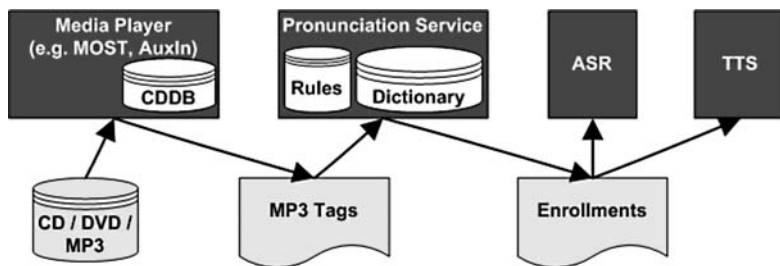 Media Player
(e.g. MOST, AuxIn)
CDDB
Pronunciation Service
Rules
Dictionary
ASR
TTS
CD / DVD /
MP3
MP3 Tags
Enrollments